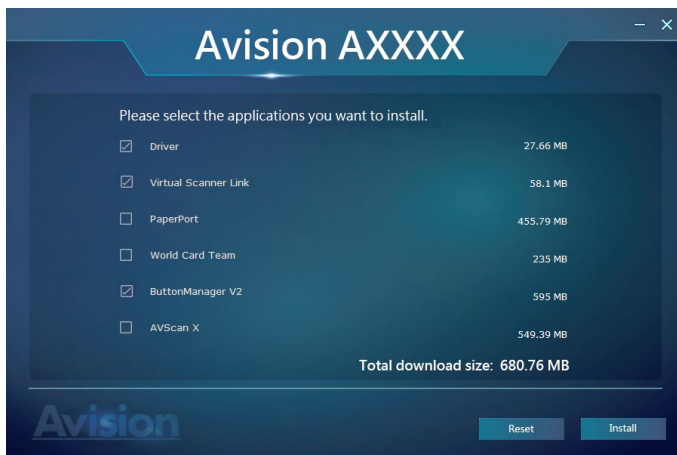 Avision AXXXX
Please select the applications you want to install.
Driver 27.66 MB
Virtual Scanner Link 58.1 MB
PaperPort 455.79 MB
World Card Team 235 MB
ButtonManager V2 595 MB
AVScan X 549.39 MB
Total download size: 680.76 MB
Avision
Reset Install